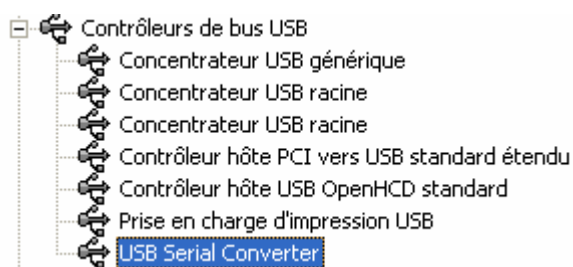 Contrôleurs de bus USB
Concentrateur USB générique
Concentrateur USB racine
Concentrateur USB racine
Contrôleur hôte PCI vers USB standard étendu
Contrôleur hôte USB OpenHCD standard
Prise en charge d'impression USB
USB Serial Converter